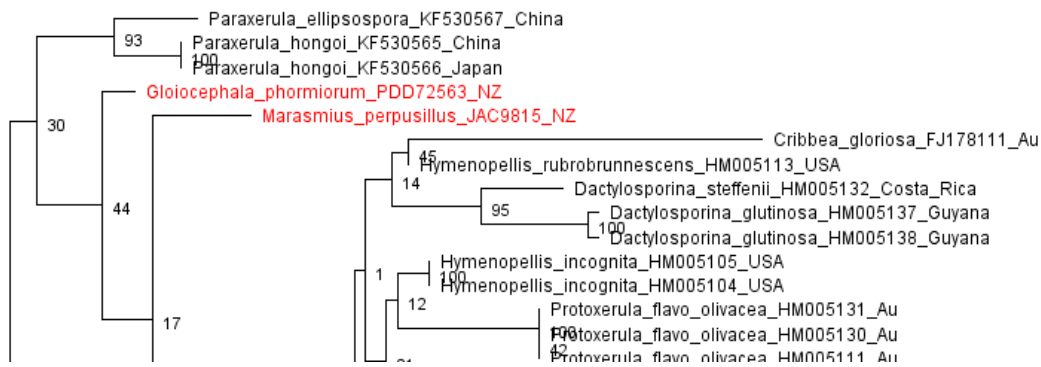 Paraxerula_ellipsospora_KF530567_China
93
Paraxerula_hongoi_KF530565_China
100
Paraxerula_hongoi_KF530566_Japan
Gloiocephala_phormiorum_PDD72563_NZ
30
Marasmius_perpusillus_JAC9815_NZ
Cribbea_gloriosa_FJ178111_Au
45
Hymenopellis_rubrobrunnescens_HM005113_USA
14
Dactylosporina_steffenii_HM005132_Costa_Rica
44
95
Dactylosporina_glutinosa_HM005137_Guyana
100
Dactylosporina_glutinosa_HM005138_Guyana
Hymenopellis_incognita_HM005105_USA
1
100
Hymenopellis_incognita_HM005104_USA
12
Protoxerula_flavo_olivacea_HM005131_Au
17
100
Protoxerula_flavo_olivacea_HM005130_Au
42
Protoxerula_flavo_olivacea_HM005111_Au